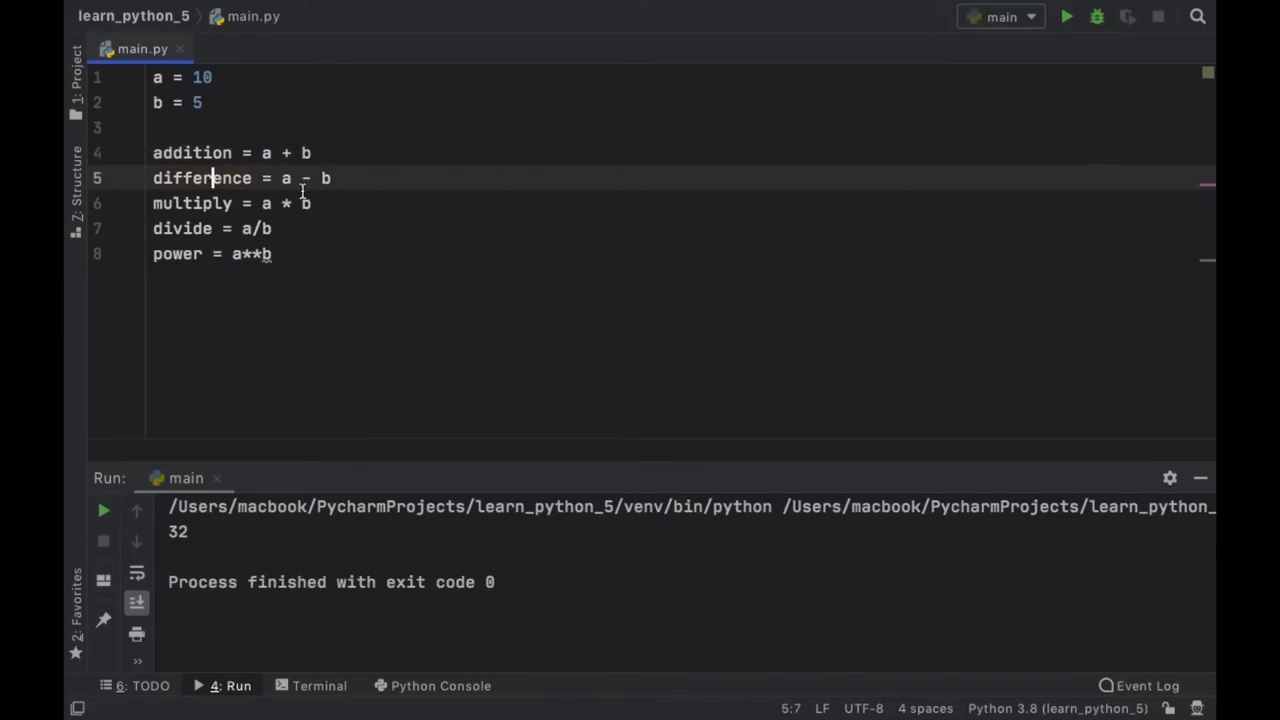 learn_python_5
main.py
main
main.py
1: Project
7: Structure
2: Favorites
1 a = 10
2 b = 5
3
4 addition = a + b
5 difference = a - b
6 multiply = a * b
7 divide = a/b
8 power = a**b
Run: main
/Users/macbook/PycharmProjects/learn_python_5/venv/bin/python /Users/macbook/PycharmProjects/learn_python_
32
Process finished with exit code 0
6: TODO 4: Run Terminal Python Console Event Log
5:7 LF UTF-8 4 spaces Python 3.8 (learn_python_5)